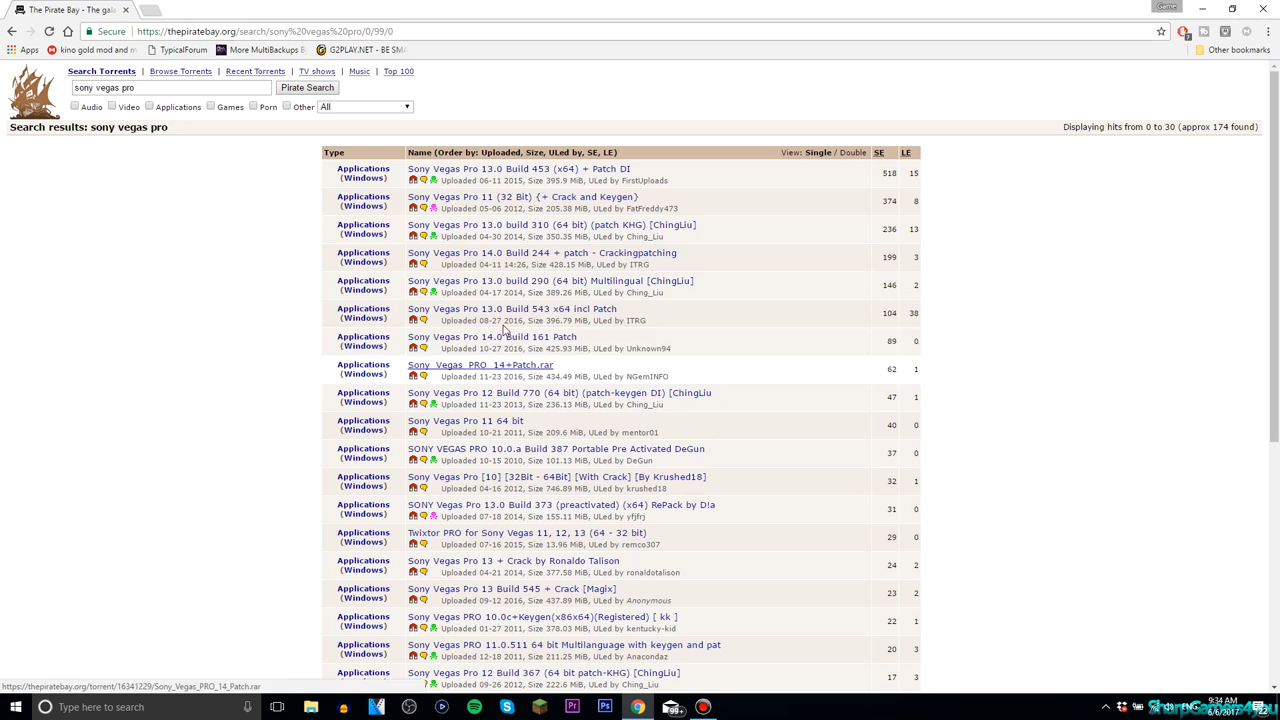 Game
The Pirate Bay - The gal
Secure
https://thepiratebay.org/search/sony%20vegas%20pro/0/99/0
Apps
kino gold mod and m
TypicalForum
More MultiBackups B
G2PLAY.NET - BE SMA
Other bookmarks
Search Torrents | Browse Torrents | Recent Torrents | TV shows | Music | Top 100
sony vegas pro
Pirate Search
Audio Video Applications Games Porn Other All
Search results: sony vegas pro
Displaying hits from 0 to 30 (approx 174 found)
Type Name (Order by: Uploaded, Size, ULed by, SE, LE) View: Single / Double SE LE
Applications Sony Vegas Pro 13.0 Build 453 (x64) + Patch DI 518 15
(Windows) Uploaded 06-11 2015, Size 395.9 MiB, ULed by FirstUploads
Applications Sony Vegas Pro 11 (32 Bit) {+ Crack and Keygen} 374 8
(Windows) Uploaded 05-06 2012, Size 205.38 MiB, ULed by FatFreddy473
Applications Sony Vegas Pro 13.0 build 310 (64 bit) (patch KHG) [ChingLiu] 236 13
(Windows) Uploaded 04-30 2014, Size 350.35 MiB, ULed by Ching_Liu
Applications Sony Vegas Pro 14.0 Build 244 + patch - Crackingpatching 199 3
(Windows) Uploaded 04-11 14:26, Size 428.15 MiB, ULed by ITRG
Applications Sony Vegas Pro 13.0 build 290 (64 bit) Multilingual [ChingLiu] 146 2
(Windows) Uploaded 04-17 2014, Size 389.26 MiB, ULed by Ching_Liu
Applications Sony Vegas Pro 13.0 Build 543 x64 incl Patch 104 38
(Windows) Uploaded 08-27 2016, Size 396.79 MiB, ULed by ITRG
Applications Sony Vegas Pro 14.0 Build 161 Patch 89 0
(Windows) Uploaded 10-27 2016, Size 425.93 MiB, ULed by Unknown94
Applications Sony_Vegas_PRO_14+Patch.rar 62 1
(Windows) Uploaded 11-23 2016, Size 434.49 MiB, ULed by NGemINFO
Applications Sony Vegas Pro 12 Build 770 (64 bit) (patch-keygen DI) [ChingLiu 47 1
(Windows) Uploaded 11-23 2013, Size 236.13 MiB, ULed by Ching_Liu
Applications Sony Vegas Pro 11 64 bit 40 0
(Windows) Uploaded 10-21 2011, Size 209.6 MiB, ULed by mentor01
Applications SONY VEGAS PRO 10.0.a Build 387 Portable Pre Activated DeGun 37 0
(Windows) Uploaded 10-15 2010, Size 101.13 MiB, ULed by DeGun
Applications Sony Vegas Pro [10] [32Bit - 64Bit] [With Crack] [By Krushed18] 32 1
(Windows) Uploaded 04-16 2012, Size 746.89 MiB, ULed by krushed18
Applications SONY Vegas Pro 13.0 Build 373 (preactivated) (x64) RePack by D!a 31 0
(Windows) Uploaded 07-18 2014, Size 155.11 MiB, ULed by yfjfrj
Applications Twixtor PRO for Sony Vegas 11, 12, 13 (64 - 32 bit) 29 0
(Windows) Uploaded 07-16 2015, Size 13.96 MiB, ULed by remco307
Applications Sony Vegas Pro 13 + Crack by Ronaldo Talison 24 2
(Windows) Uploaded 04-21 2014, Size 377.58 MiB, ULed by ronaldotalison
Applications Sony Vegas Pro 13 Build 545 + Crack [Magix] 23 2
(Windows) Uploaded 09-12 2016, Size 437.89 MiB, ULed by Anonymous
Applications Sony Vegas PRO 10.0c+Keygen(x86x64)(Registered) [ kk ] 22 1
(Windows) Uploaded 01-27 2011, Size 378.03 MiB, ULed by kentucky-kid
Applications Sony Vegas PRO 11.0.511 64 bit Multilanguage with keygen and pat 20 3
(Windows) Uploaded 12-18 2011, Size 211.25 MiB, ULed by Anacondaz
Applications Sony Vegas Pro 12 Build 367 (64 bit patch-KHG) [ChingLiu] 17 3
(Windows) Uploaded 09-26 2012, Size 222.6 MiB, ULed by Ching_Liu
https://thepiratebay.org/torrent/16341229/Sony_Vegas_PRO_14_Patch.rar
Type here to search
99+
ENG
9:34 AM
6/6/2017
22
SharpGamers4you